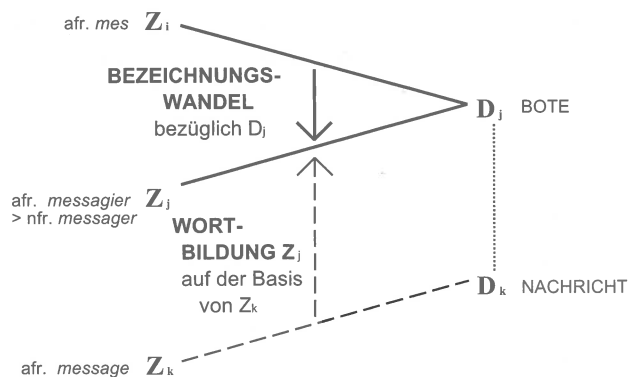 afr. mes Zi
BEZEICHNUNGS-
WANDEL
bezüglich Dj
Dj BOTE
afr. messagier Zj
> nfr. messager
WORT-
BILDUNG Zj
auf der Basis
von Zk
Dk NACHRICHT
afr. message Zk